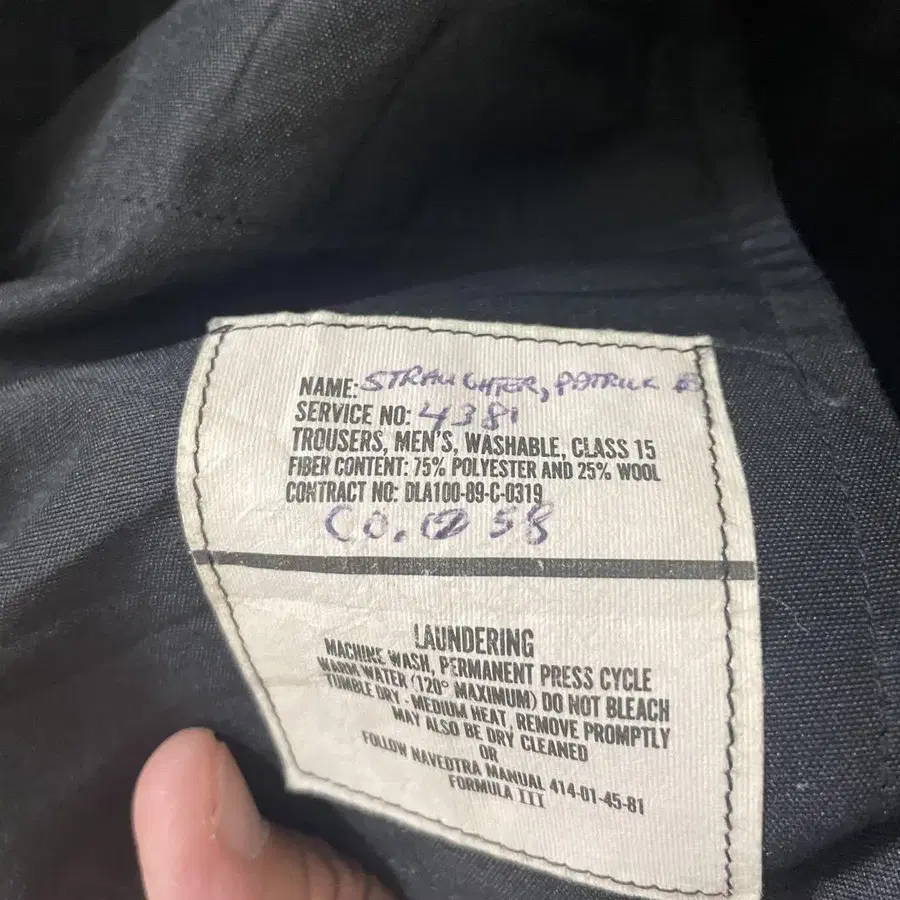 NAME: STRAUGHTER, PATRICK
SERVICE NO: 4381
TROUSERS, MEN'S, WASHABLE, CLASS 15
FIBER CONTENT: 75% POLYESTER AND 25% WOOL
CONTRACT NO: DLA100-89-C-0319
CO. 58
LAUNDERING
MACHINE WASH, PERMANENT PRESS CYCLE
WARM WATER (120° MAXIMUM) DO NOT BLEACH
TUMBLE DRY - MEDIUM HEAT. REMOVE PROMPTLY
MAY ALSO BE DRY CLEANED
OR
FOLLOW NAVEDTRA MANUAL 414-01-45-81
FORMULA III